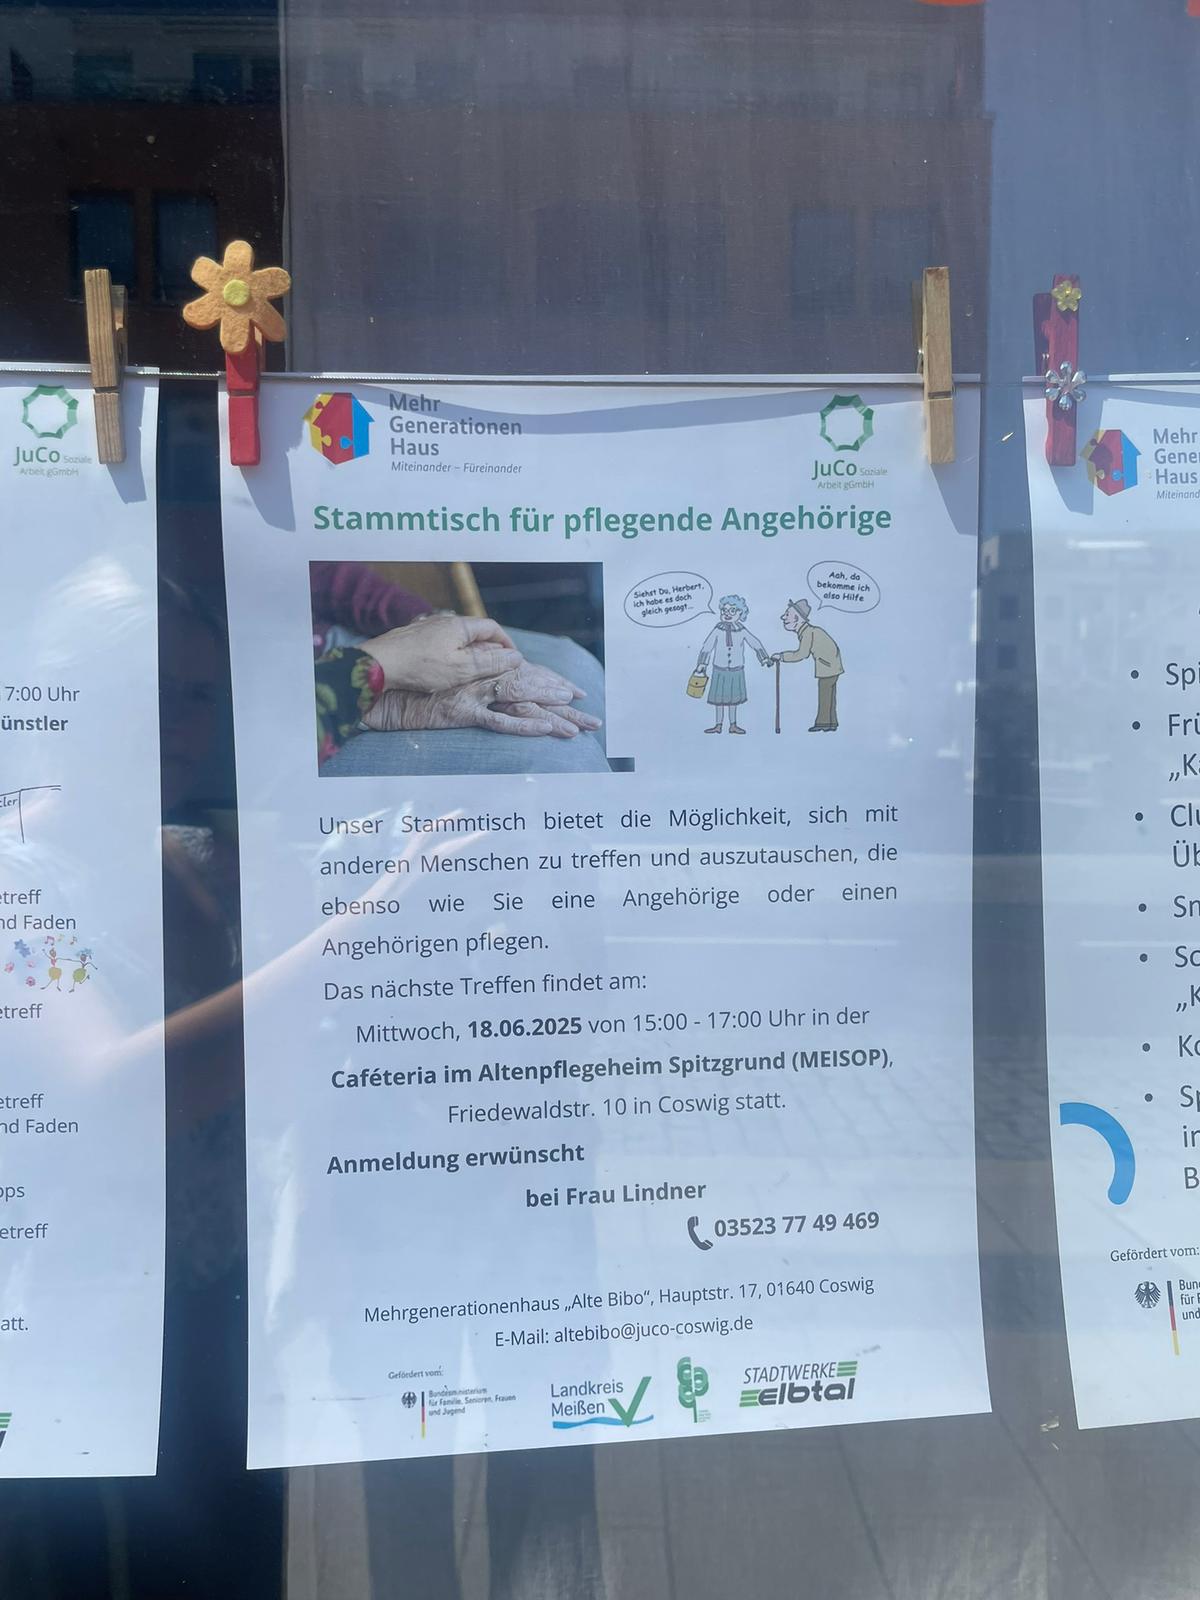 JuCo Soziale
Arbeit gGmbH
7:00 Uhr
ünstler
etreff
nd Faden
etreff
etreff
nd Faden
etreff
att.
Mehr
Generationen
Haus
Miteinander – Füreinander
JuCo Soziale
Arbeit gGmbH
Stammtisch für pflegende Angehörige
Siehst Du, Herbert,
ich habe es doch
gleich gesagt...
Aah, da
bekomme ich
also Hilfe
Unser Stammtisch bietet die Möglichkeit, sich mit
anderen Menschen zu treffen und auszutauschen, die
ebenso wie Sie eine Angehörige oder einen
Angehörigen pflegen.
Das nächste Treffen findet am:
Mittwoch, 18.06.2025 von 15:00 - 17:00 Uhr in der
Caféteria im Altenpflegeheim Spitzgrund (MEISOP),
Friedewaldstr. 10 in Coswig statt.
Anmeldung erwünscht
bei Frau Lindner
03523 77 49 469
Mehrgenerationenhaus „Alte Bibo“, Hauptstr. 17, 01640 Coswig
E-Mail: altebibo@juco-coswig.de
Gefördert vom:
Bundesministerium
für Familie, Senioren, Frauen
und Jugend
Landkreis
Meißen
STADTWERKE
elbtal
Mehr
Gener
Haus
Miteinand
• Spi
• Frü
„Ka
• Clu
Üb
• Sm
• So
„K
• Ko
• Sp
in
B
Gefördert vom:
Bun
für F
und